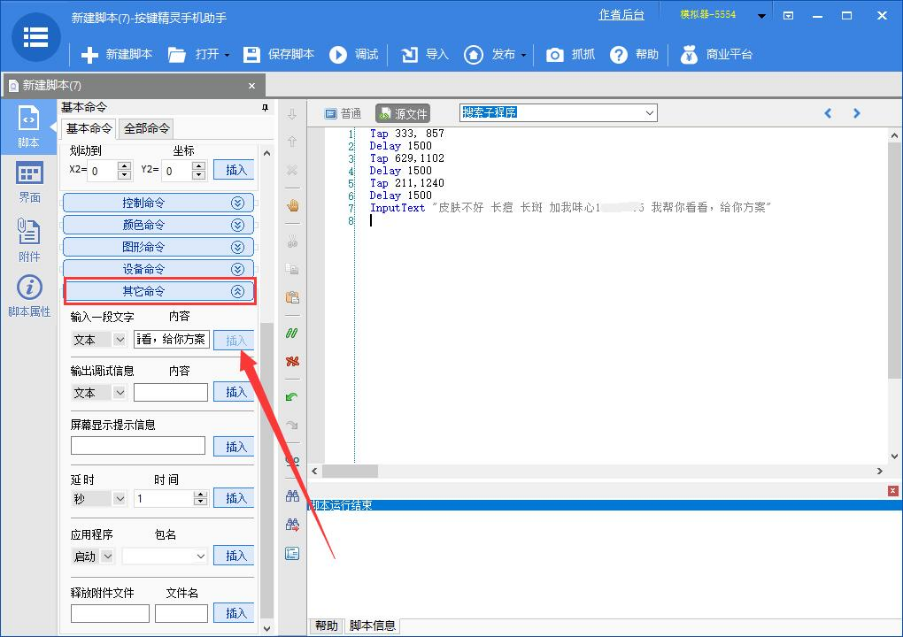 新建脚本(7)-按键精灵手机助手
作者后台
模拟器-5554
新建脚本
打开
保存脚本
调试
导入
发布
抓抓
帮助
商业平台
新建脚本(7)
脚本
界面
附件
脚本属性
基本命令
基本命令 全部命令
划动到 坐标
X2= 0 Y2= 0 插入
控制命令
颜色命令
图形命令
设备命令
其它命令
输入一段文字 内容
文本 看，给你方案 插入
输出调试信息 内容
文本 插入
屏幕显示提示信息
插入
延时 时间
秒 1 插入
应用程序 包名
启动 插入
释放附件文件 文件名
插入
普通 源文件 搜索子程序
1 Tap 333, 857
2 Delay 1500
3 Tap 629,1102
4 Delay 1500
5 Tap 211,1240
6 Delay 1500
7 InputText "皮肤不好 长痘 长斑 加我味心1 我帮你看看，给你方案"
8
脚本运行结束
帮助 脚本信息